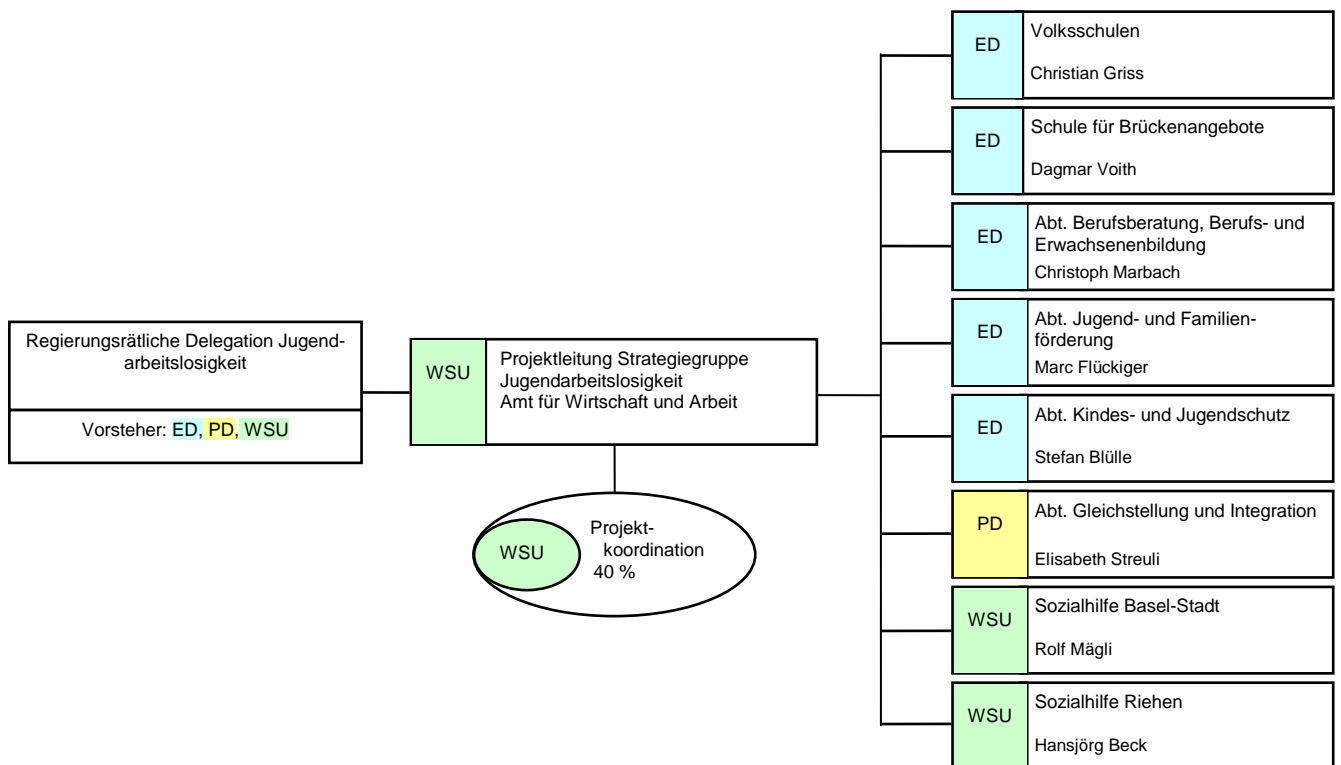 Regierungsrätliche Delegation Jugend-
arbeitslosigkeit
Vorsteher: ED, PD, WSU
WSU
Projektleitung Strategiegruppe
Jugendarbeitslosigkeit
Amt für Wirtschaft und Arbeit
WSU
Projekt-
koordination
40 %
ED
Volksschulen
Christian Griss
ED
Schule für Brückenangebote
Dagmar Voith
ED
Abt. Berufsberatung, Berufs- und
Erwachsenenbildung
Christoph Marbach
ED
Abt. Jugend- und Familien-
förderung
Marc Flückiger
ED
Abt. Kindes- und Jugendschutz
Stefan Blülle
PD
Abt. Gleichstellung und Integration
Elisabeth Streuli
WSU
Sozialhilfe Basel-Stadt
Rolf Mägli
WSU
Sozialhilfe Riehen
Hansjörg Beck